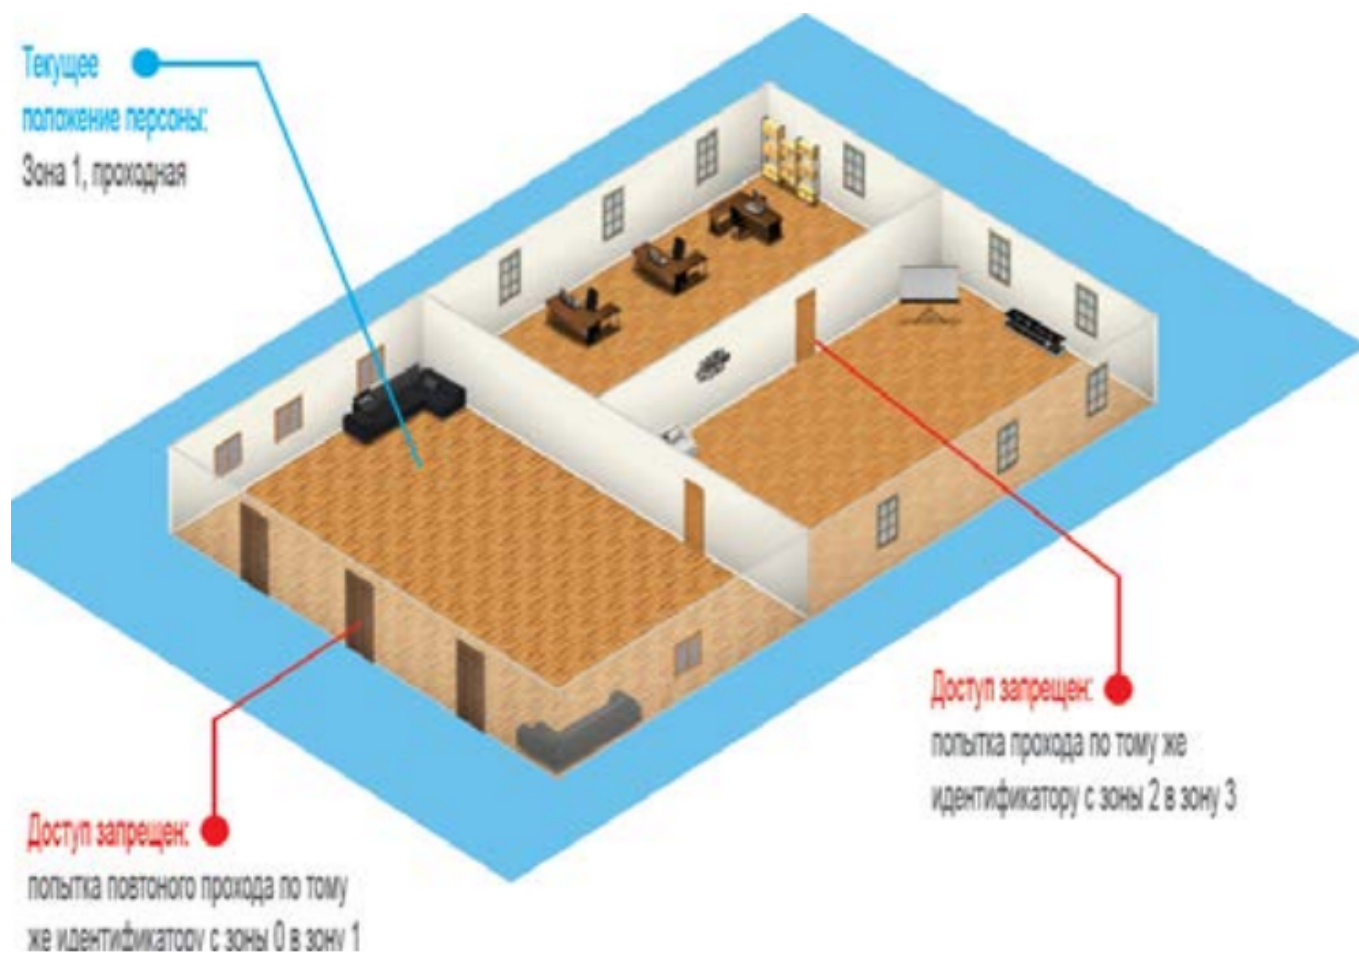 Текущее
положение персоны:
Зона 1, проходная
Доступ запрещен:
попытка прохода по тому же
идентификатору с зоны 2 в зону 3
Доступ запрещен:
попытка повтоного прохода по тому
же идентификатору с зоны 0 в зону 1